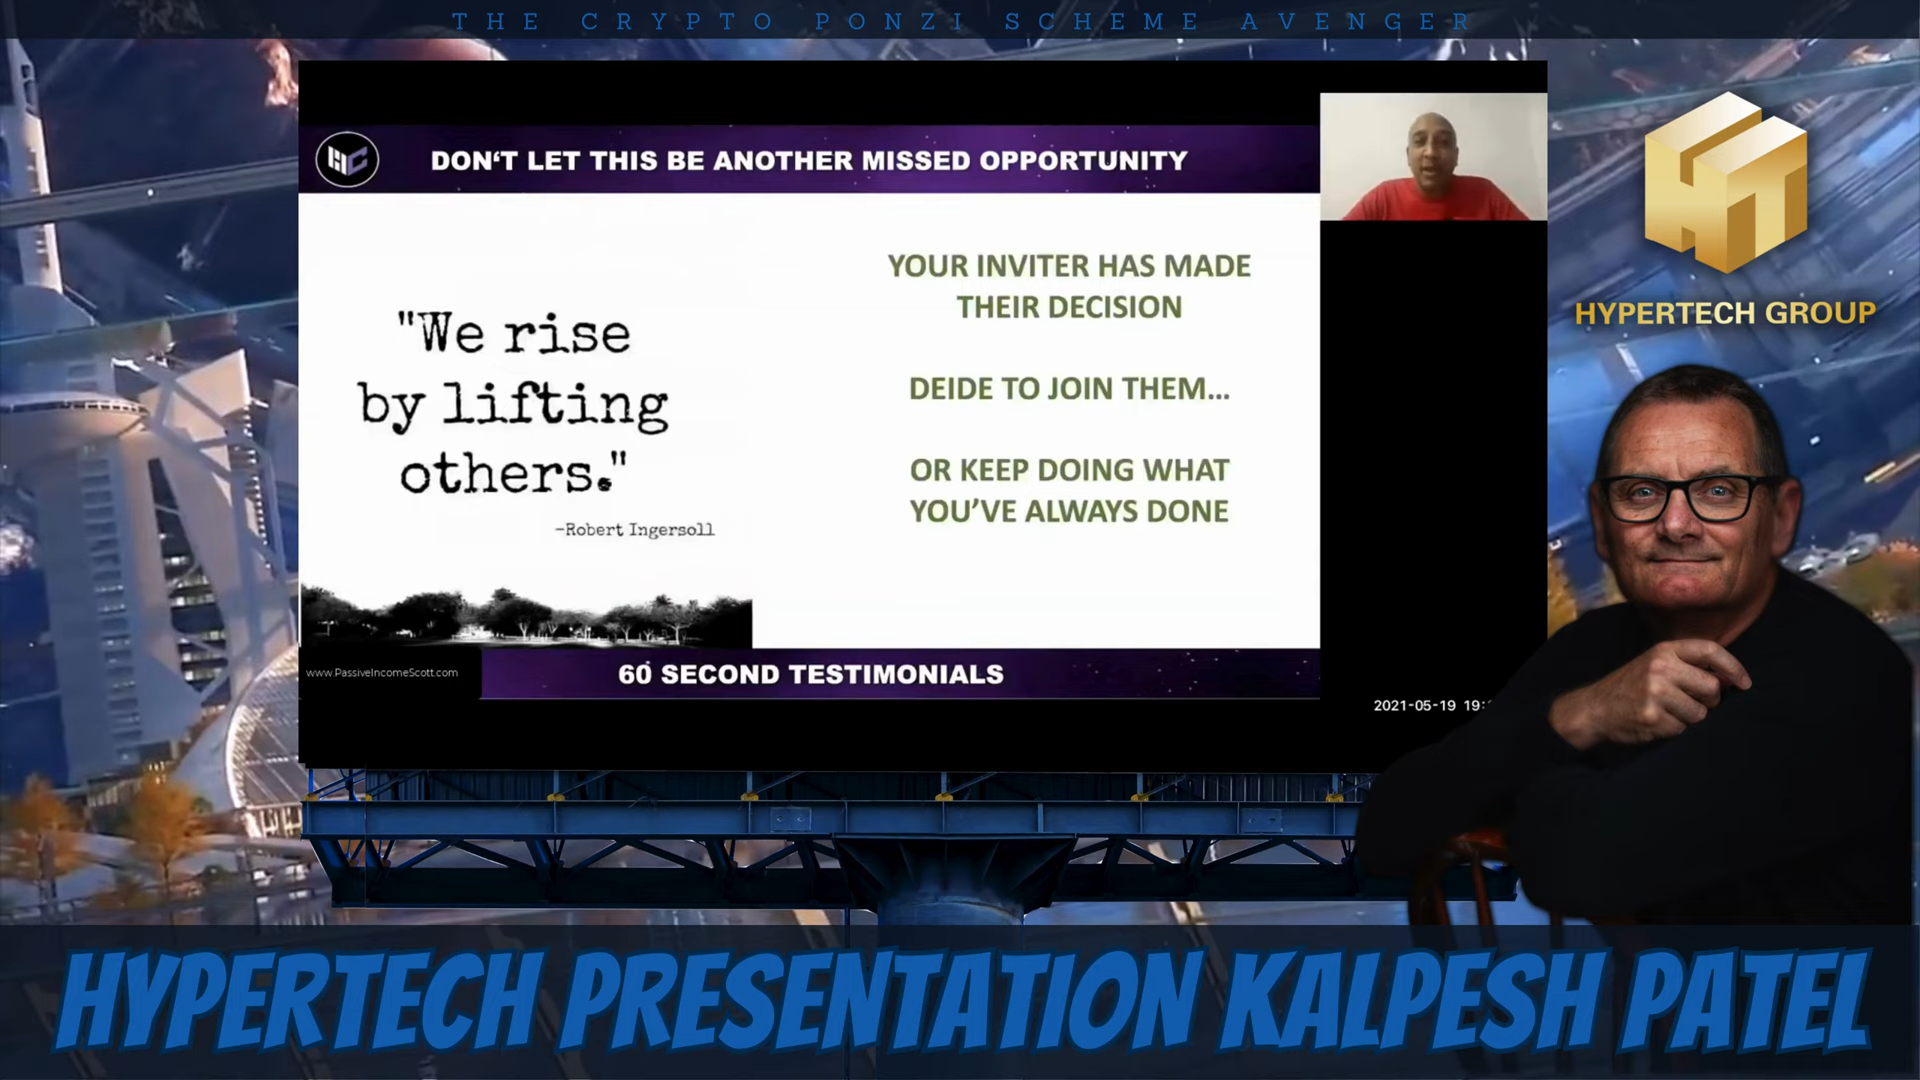 THE CRYPTO PONZI SCHEME AVENGER
DON‘T LET THIS BE ANOTHER MISSED OPPORTUNITY
"We rise
by lifting
others."
-Robert Ingersoll
YOUR INVITER HAS MADE
THEIR DECISION
DEIDE TO JOIN THEM...
OR KEEP DOING WHAT
YOU’VE ALWAYS DONE
www.PassiveIncomeScott.com
60 SECOND TESTIMONIALS
2021-05-19 19:
HT
HYPERTECH GROUP
HYPERTECH PRESENTATION KALPESH PATEL